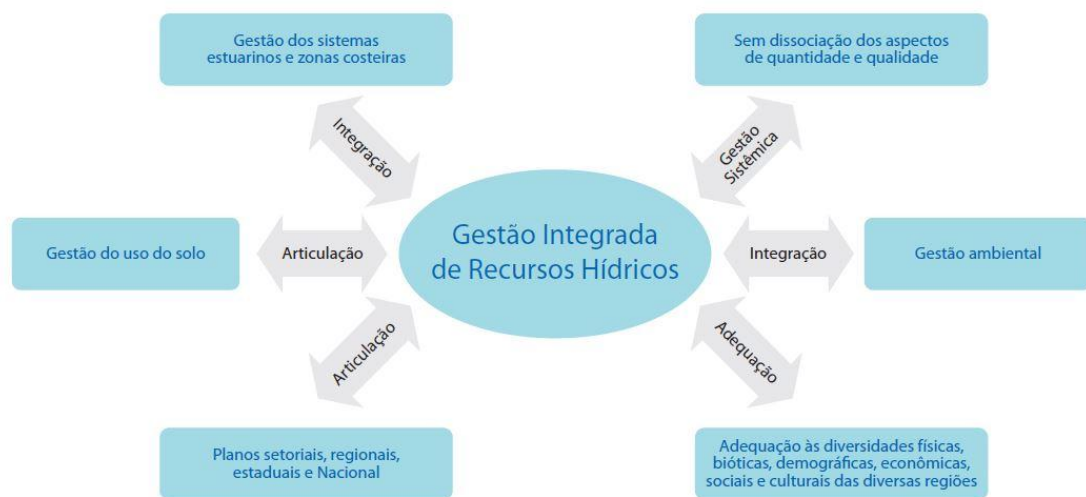 Gestão dos sistemas
estuarinos e zonas costeiras
Sem dissociação dos aspectos
de quantidade e qualidade
Integração
Gestão
Sistêmica
Gestão do uso do solo
Articulação
Gestão Integrada
de Recursos Hídricos
Integração
Gestão ambiental
Articulação
Adequação
Planos setoriais, regionais,
estaduais e Nacional
Adequação às diversidades físicas,
bióticas, demográficas, econômicas,
sociais e culturais das diversas regiões